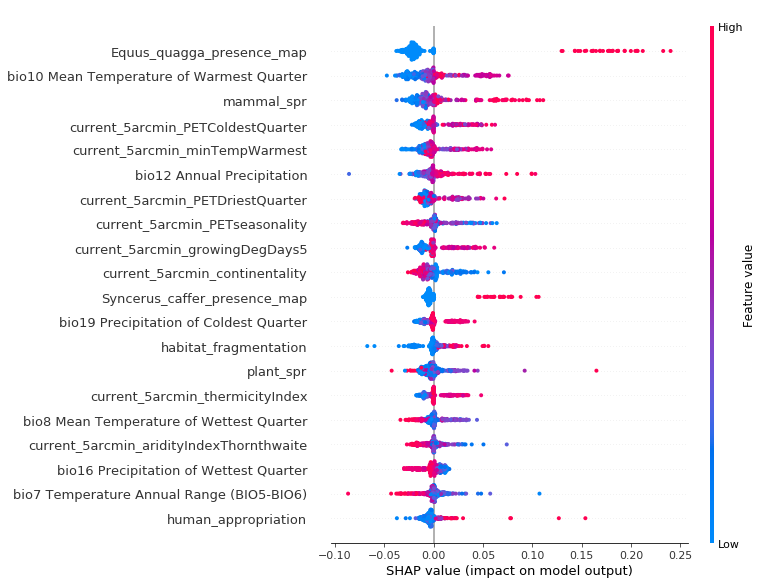 High
Equus_quagga_presence_map
bio10 Mean Temperature of Warmest Quarter
mammal_spr
current_5arcmin_PETColdestQuarter
current_5arcmin_minTempWarmest
bio12 Annual Precipitation
current_5arcmin_PETDriestQuarter
current_5arcmin_PETseasonality
current_5arcmin_growingDegDays5
current_5arcmin_continentality
Syncerus_caffer_presence_map
bio19 Precipitation of Coldest Quarter
habitat_fragmentation
plant_spr
current_5arcmin_thermicityIndex
bio8 Mean Temperature of Wettest Quarter
current_5arcmin_aridityIndexThornthwaite
bio16 Precipitation of Wettest Quarter
bio7 Temperature Annual Range (BIO5-BIO6)
human_appropriation
Feature value
Low
−0.10 −0.05 0.00 0.05 0.10 0.15 0.20 0.25
SHAP value (impact on model output)